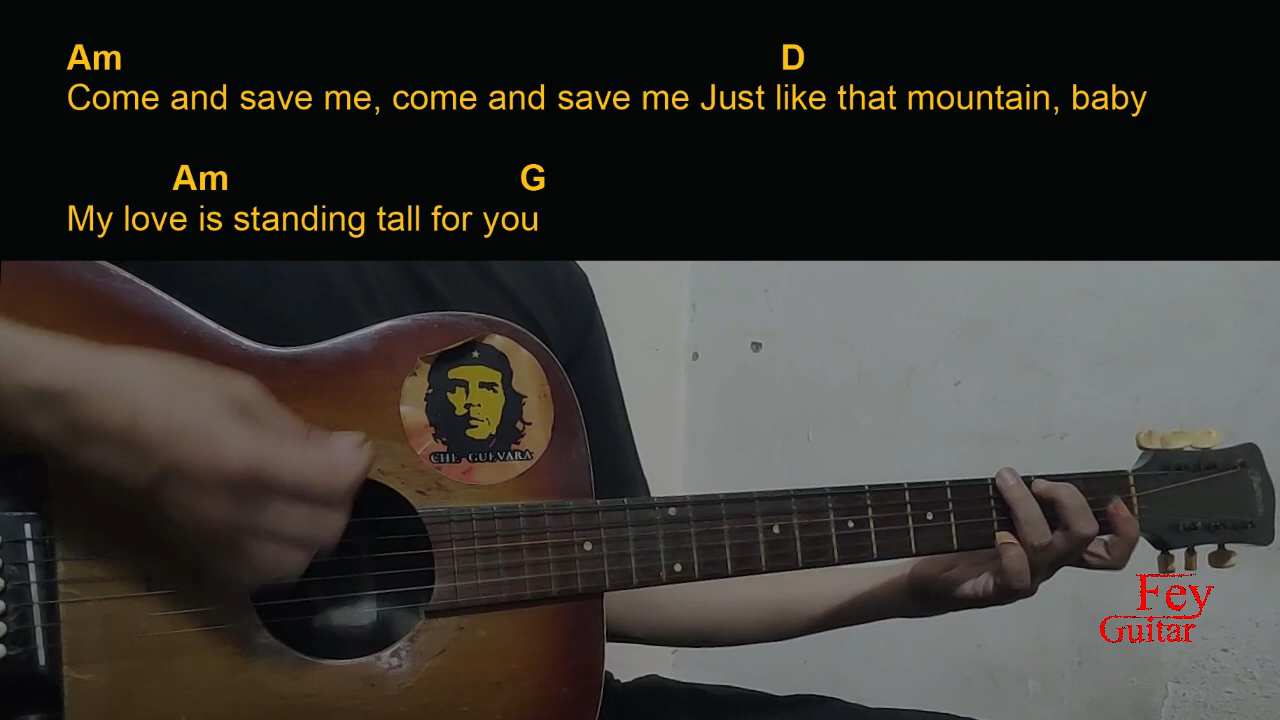 Am D
Come and save me, come and save me Just like that mountain, baby
Am G
My love is standing tall for you
CHE GUEVARA
Fey
Guitar